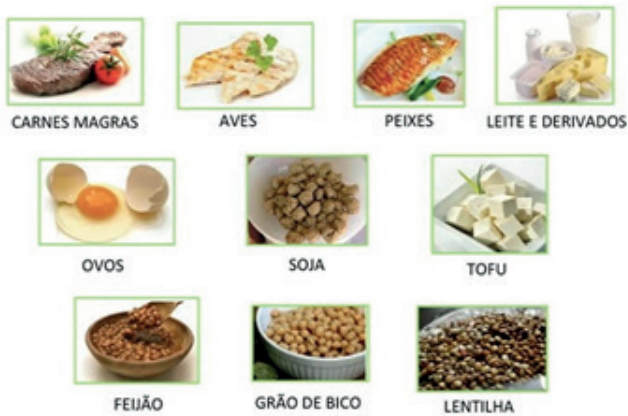 CARNES MAGRAS
AVES
PEIXES
LEITE E DERIVADOS
OVOS
SOJA
TOFU
FEIJÃO
GRÃO DE BICO
LENTILHA